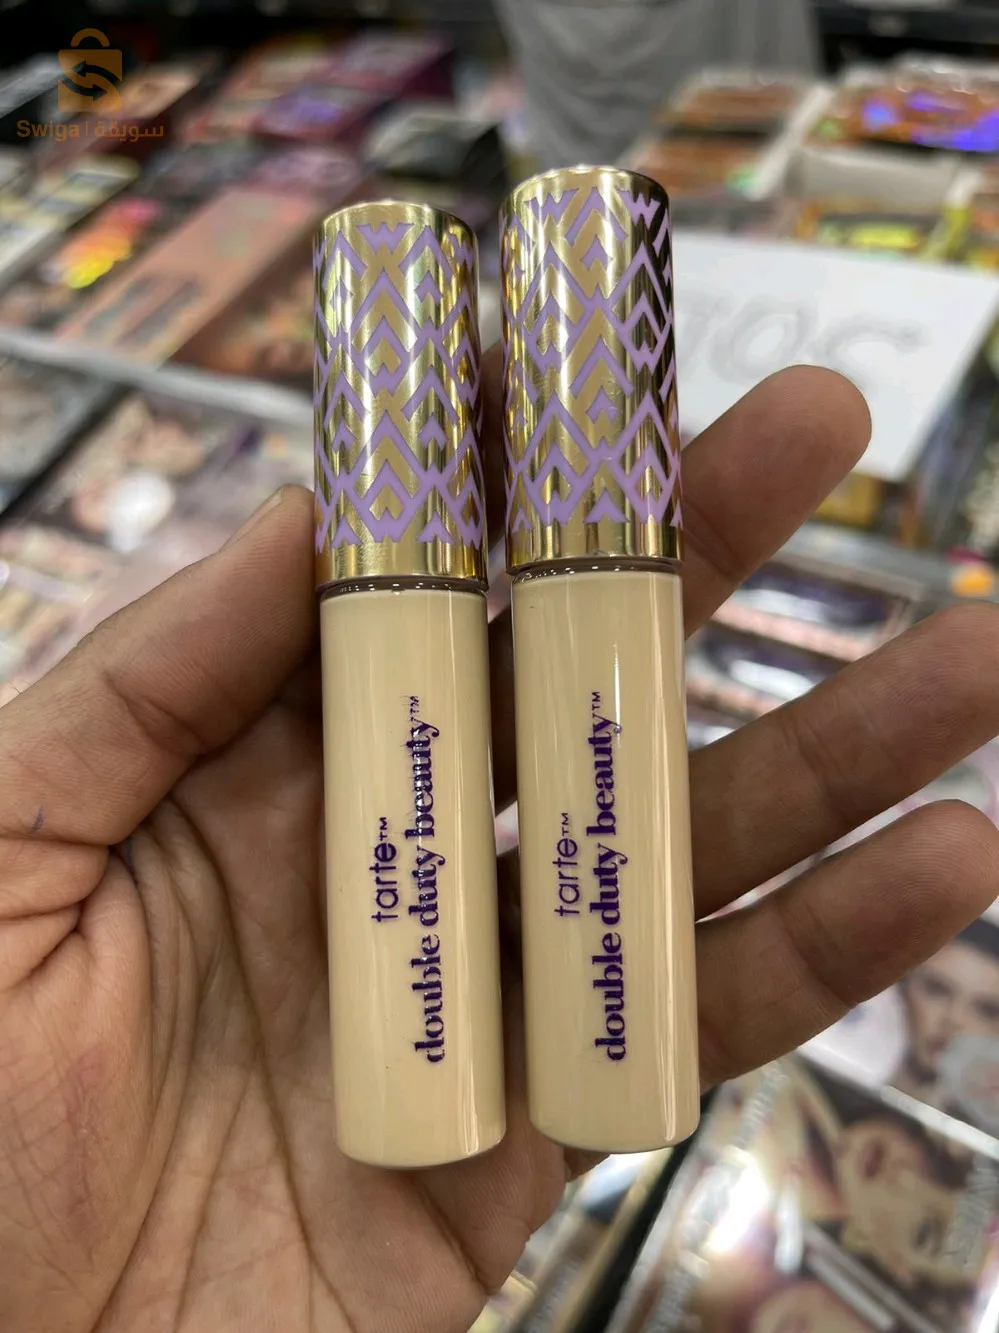 Swiga | سويقة
tarte™
double duty beauty™
tarte™
double duty beauty™